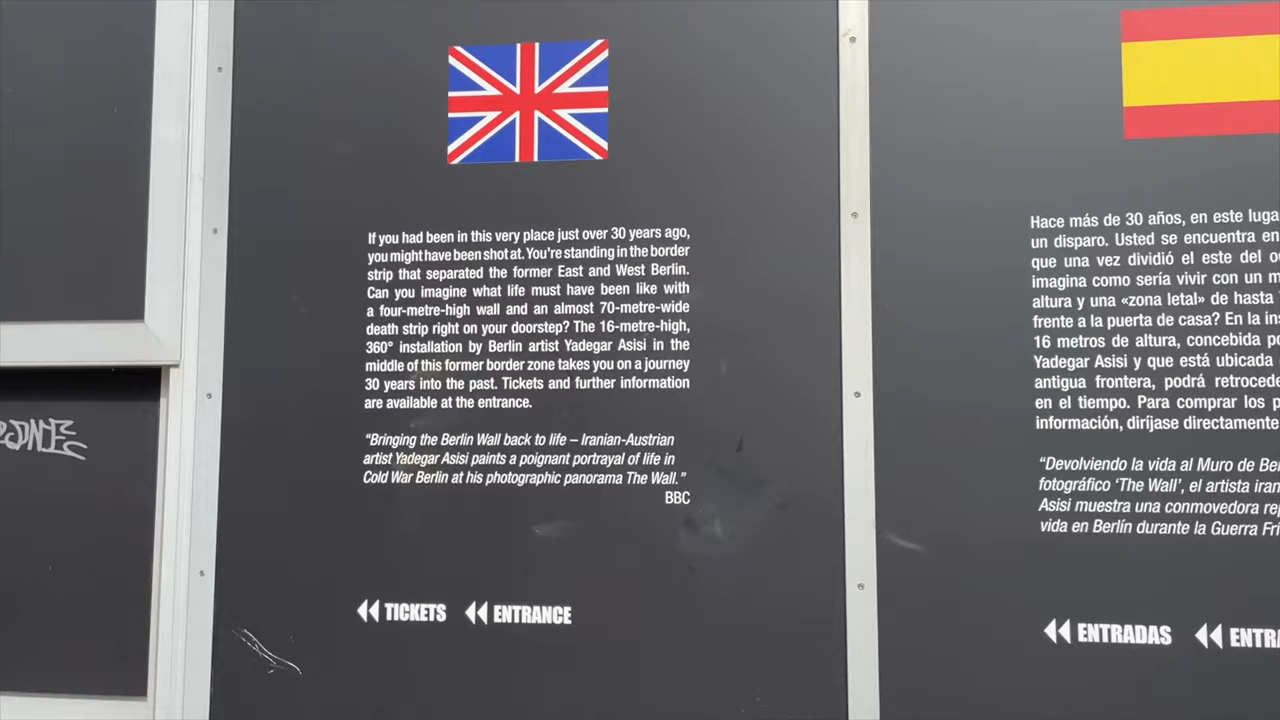 If you had been in this very place just over 30 years ago,
you might have been shot at. You're standing in the border
strip that separated the former East and West Berlin.
Can you imagine what life must have been like with
a four-metre-high wall and an almost 70-metre-wide
death strip right on your doorstep? The 16-metre-high,
360° installation by Berlin artist Yadegar Asisi in the
middle of this former border zone takes you on a journey
30 years into the past. Tickets and further information
are available at the entrance.
"Bringing the Berlin Wall back to life – Iranian-Austrian
artist Yadegar Asisi paints a poignant portrayal of life in
Cold War Berlin at his photographic panorama The Wall."
BBC
TICKETS ENTRANCE
Hace más de 30 años, en este
un disparo. Usted se encuentra en
que una vez dividió el este del
imagina como sería vivir con un
altura y una «zona letal» de hasta
frente a la puerta de casa? En la
16 metros de altura, concebida
Yadegar Asisi y que está ubicada
antigua frontera, podrá
en el tiempo. Para comprar los
información, diríjase directamente
"Devolviendo la vida al Muro de
fotográfico 'The Wall', el artista
Asisi muestra una conmovedora
vida en Berlín durante la Guerra
ENTRADAS